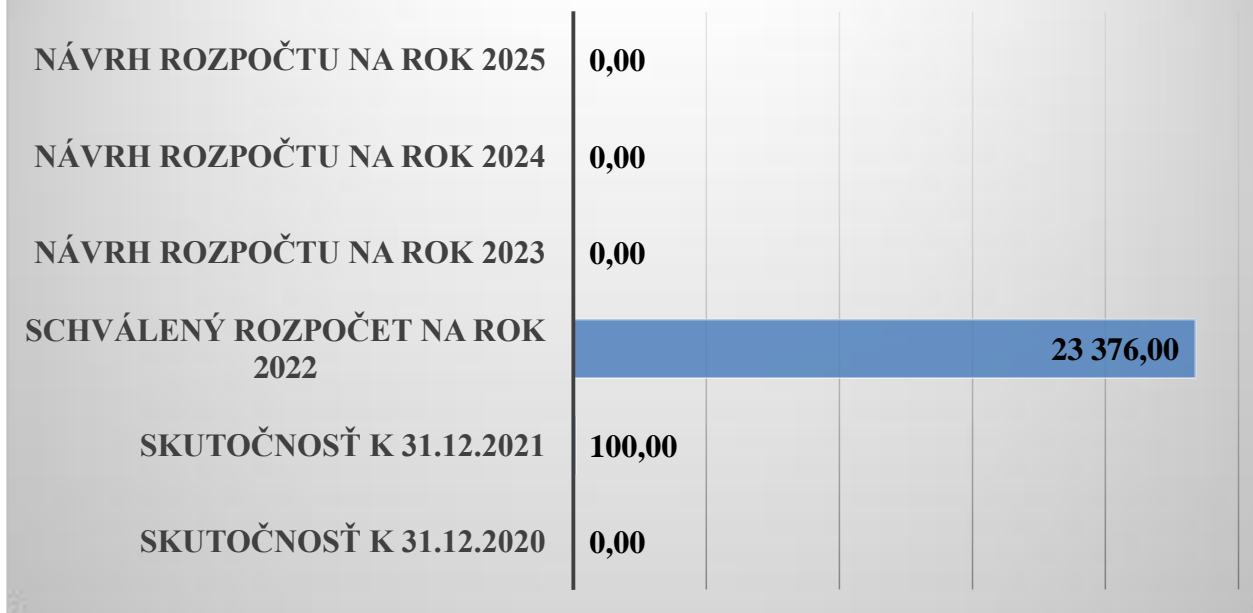 NÁVRH ROZPOČTU NA ROK 2025
0,00
NÁVRH ROZPOČTU NA ROK 2024
0,00
NÁVRH ROZPOČTU NA ROK 2023
0,00
SCHVÁLENÝ ROZPOČET NA ROK
2022
23 376,00
SKUTOČNOSŤ K 31.12.2021
100,00
SKUTOČNOSŤ K 31.12.2020
0,00